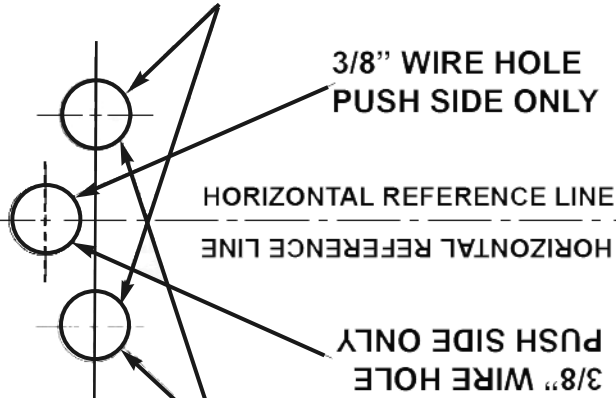 3/8” WIRE HOLE
PUSH SIDE ONLY
HORIZONTAL REFERENCE LINE
HORIZONTAL REFERENCE LINE
PUSH SIDE ONLY
3/8” WIRE HOLE